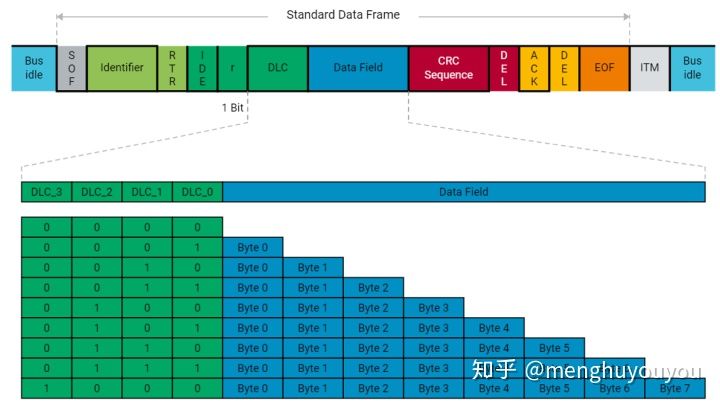 Standard Data Frame
Bus idle SOF Identifier RTR IDE r DLC Data Field CRC Sequence DEL ACK DEL EOF ITM Bus idle
1 Bit
DLC_3 DLC_2 DLC_1 DLC_0 Data Field
0 0 0 0
0 0 0 1 Byte 0
0 0 1 0 Byte 0 Byte 1
0 0 1 1 Byte 0 Byte 1 Byte 2
0 1 0 0 Byte 0 Byte 1 Byte 2 Byte 3
0 1 0 1 Byte 0 Byte 1 Byte 2 Byte 3 Byte 4
0 1 1 0 Byte 0 Byte 1 Byte 2 Byte 3 Byte 4 Byte 5
0 1 1 1 Byte 0 Byte 1 Byte 2 Byte 3
1 0 0 0 Byte 0 Byte 1 Byte 2 Byte 3 Byte 4 Byte 5 Byte 6 Byte 7
知乎 @menghuyouyou